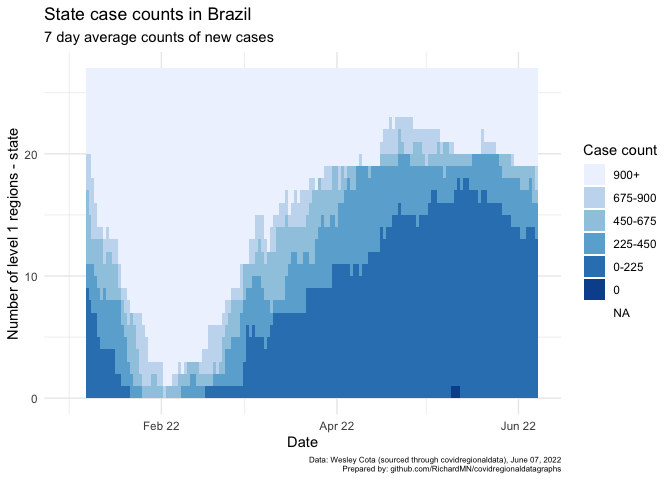 State case counts in Brazil
7 day average counts of new cases
Number of level 1 regions - state
20
10
0
Feb 22
Apr 22
Jun 22
Date
Case count
900+
675-900
450-675
225-450
0-225
0
NA
Data: Wesley Cota (sourced through covidregionaldata), June 07, 2022
Prepared by: github.com/RichardMN/covidregionaldatagraphs